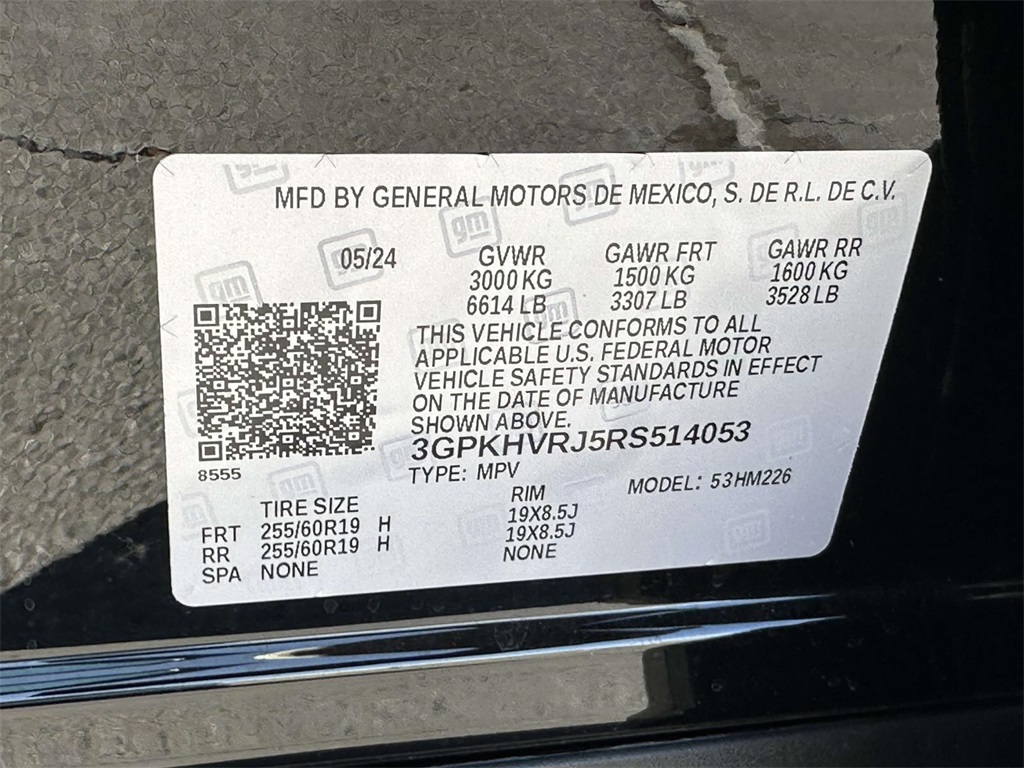 MFD BY GENERAL MOTORS DE MEXICO, S. DE R.L. DE C.V.
05/24 GVWR GAWR FRT GAWR RR
3000 KG 1500 KG 1600 KG
6614 LB 3307 LB 3528 LB
THIS VEHICLE CONFORMS TO ALL
APPLICABLE U.S. FEDERAL MOTOR
VEHICLE SAFETY STANDARDS IN EFFECT
ON THE DATE OF MANUFACTURE
SHOWN ABOVE.
3GPKHVRJ5RS514053
8555
TYPE: MPV MODEL: 53HM226
TIRE SIZE RIM
FRT 255/60R19 H 19X8.5J
RR 255/60R19 H 19X8.5J
SPA NONE NONE
gm